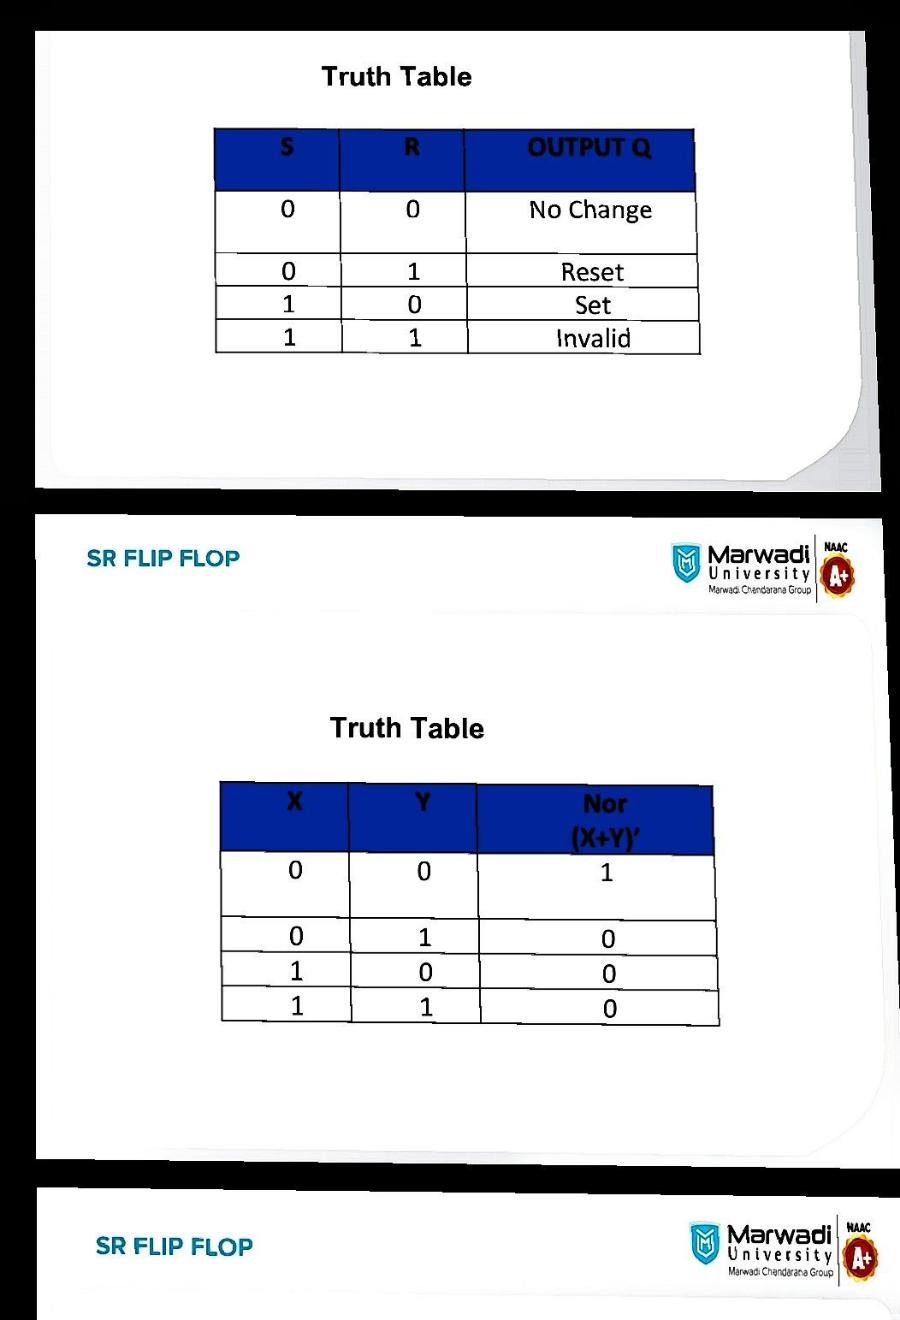 Truth Table
S R OUTPUT Q
0 0 No Change
0 1 Reset
1 0 Set
1 1 Invalid
SR FLIP FLOP
Marwadi
University
Marwadi Chandarana Group
NAAC
A+
Truth Table
X Y Nor
(X+Y)’
0 0 1
0 1 0
1 0 0
1 1 0
SR FLIP FLOP
Marwadi
University
Marwadi Chandarana Group
NAAC
A+